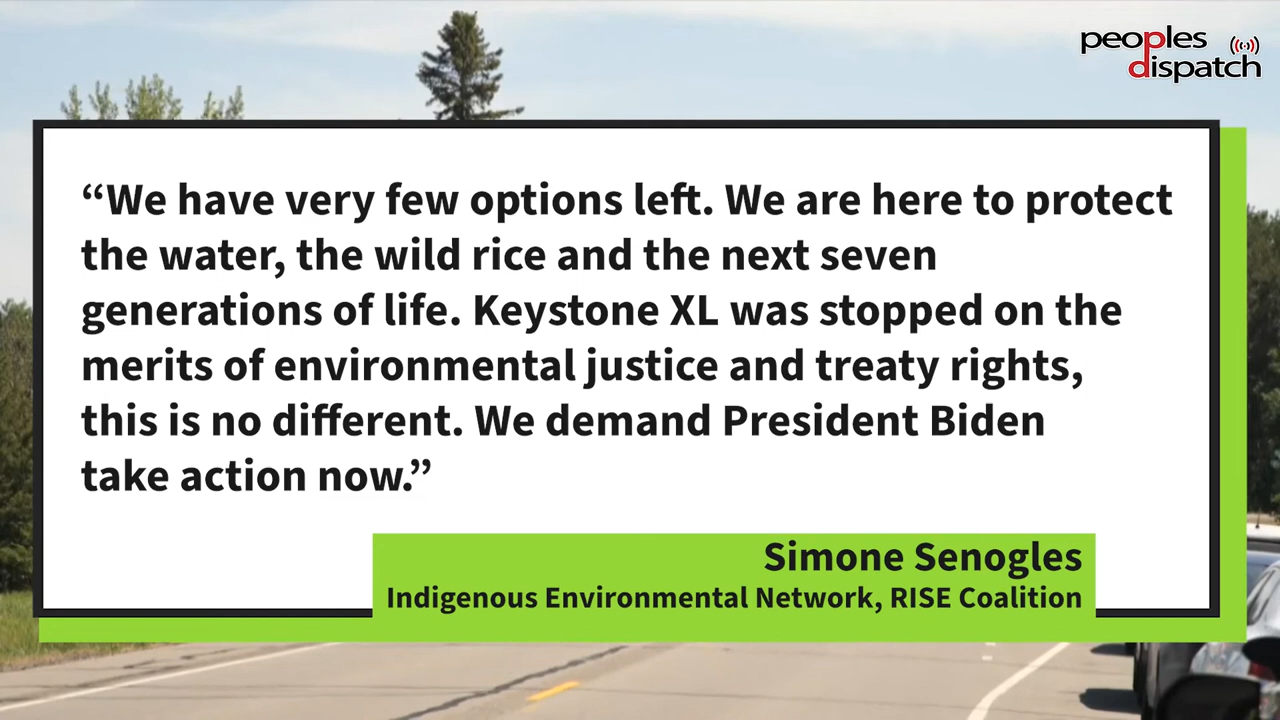 peoples
dispatch
“We have very few options left. We are here to protect
the water, the wild rice and the next seven
generations of life. Keystone XL was stopped on the
merits of environmental justice and treaty rights,
this is no different. We demand President Biden
take action now.”
Simone Senogles
Indigenous Environmental Network, RISE Coalition